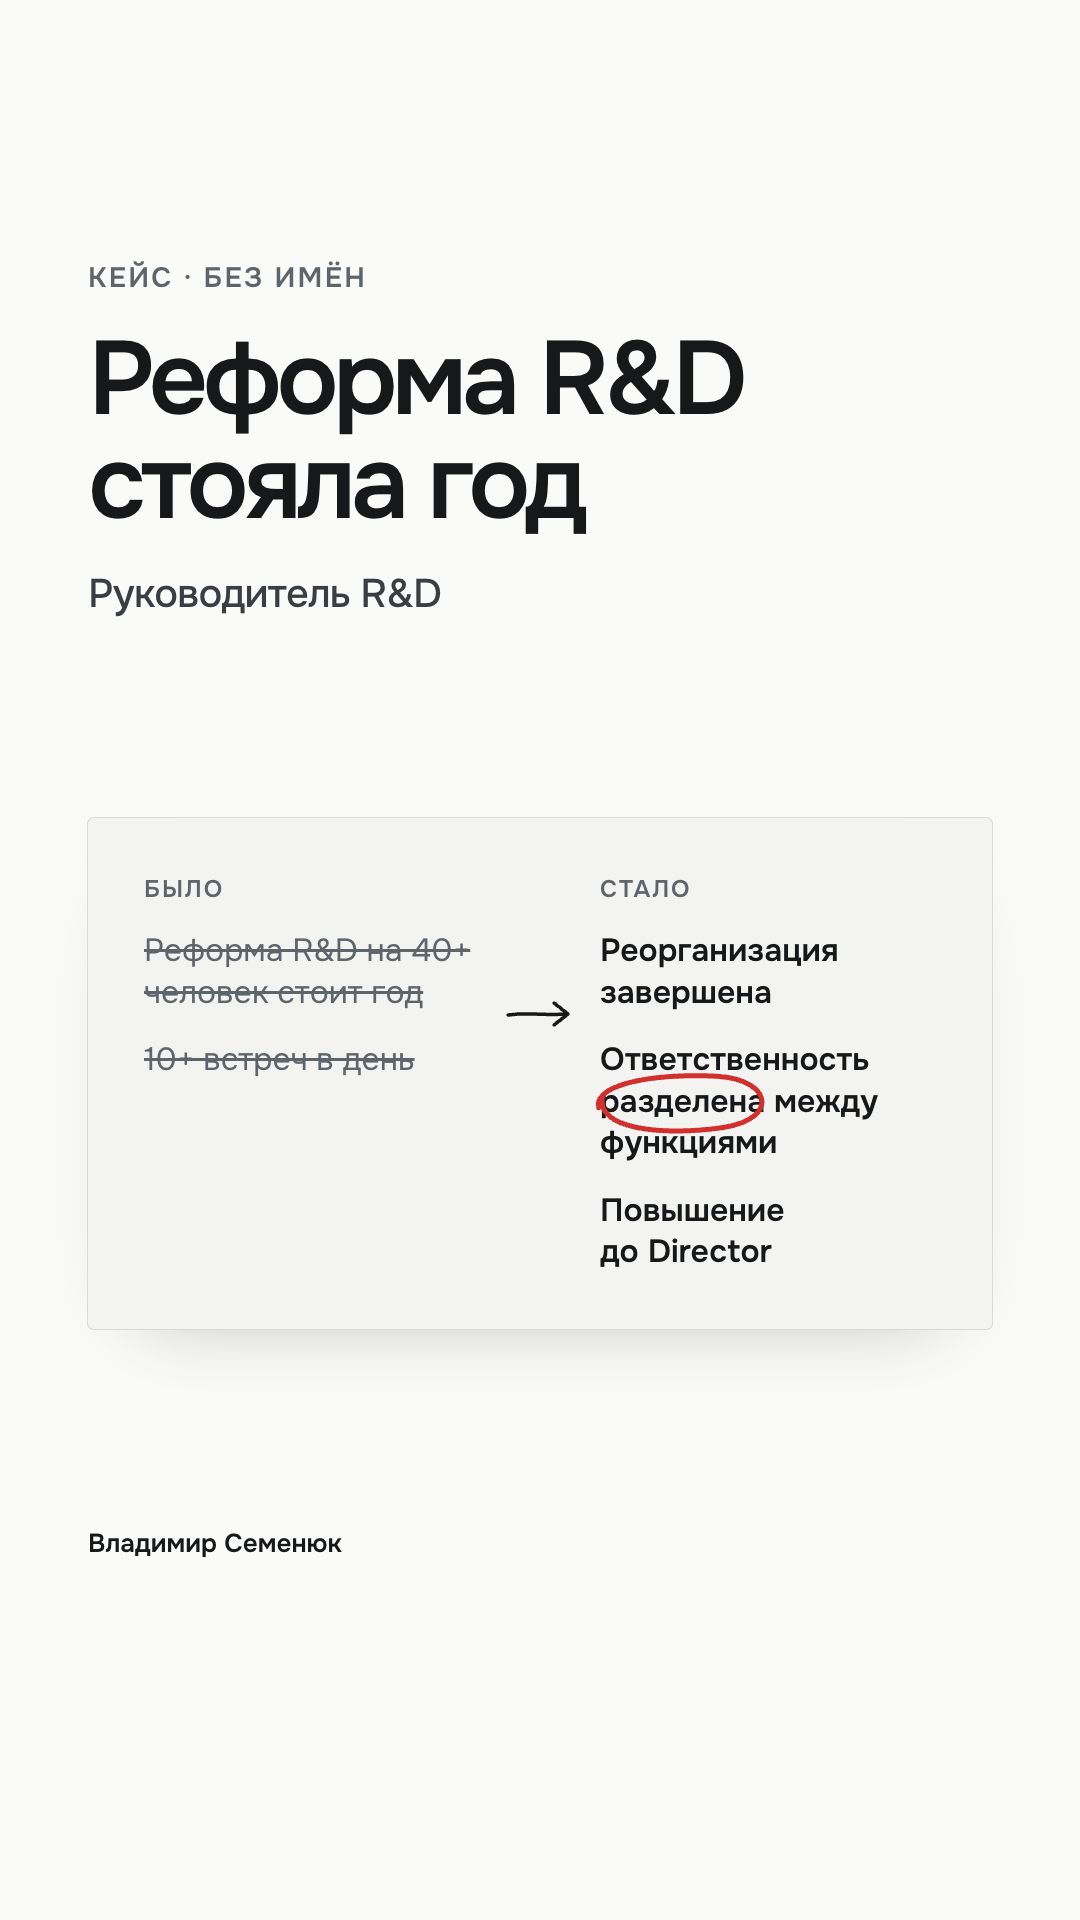 КЕЙС · БЕЗ ИМЁН
Реформа R&D
стояла год
Руководитель R&D
БЫЛО
Реформа R&D на 40+
человек стоит год
10+ встреч в день
СТАЛО
Реорганизация
завершена
Ответственность
разделена между
функциями
Повышение
до Director
Владимир Семенюк